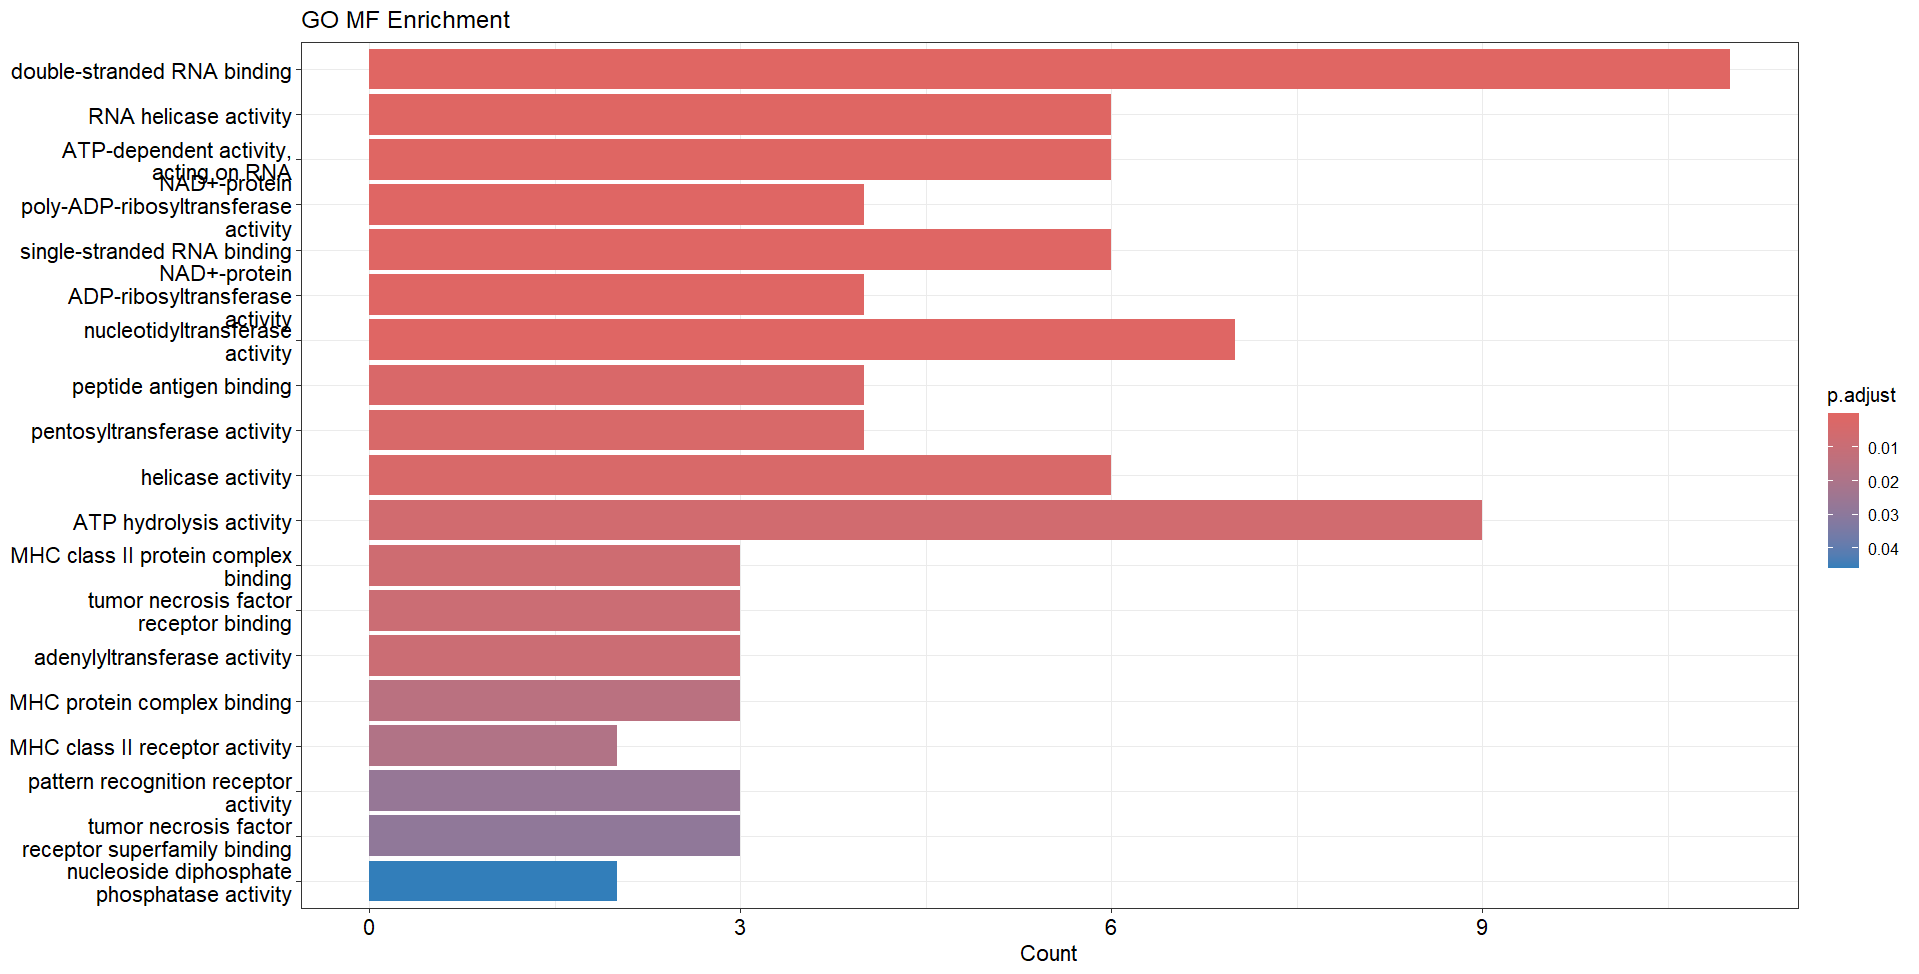 GO MF Enrichment
double-stranded RNA binding
RNA helicase activity
ATP-dependent activity,
acting on RNA
NAD+-protein
poly-ADP-ribosyltransferase
activity
single-stranded RNA binding
NAD+-protein
ADP-ribosyltransferase
activity
nucleotidyltransferase
activity
peptide antigen binding
pentosyltransferase activity
helicase activity
ATP hydrolysis activity
MHC class II protein complex
binding
tumor necrosis factor
receptor binding
adenylyltransferase activity
MHC protein complex binding
MHC class II receptor activity
pattern recognition receptor
activity
tumor necrosis factor
receptor superfamily binding
nucleoside diphosphate
phosphatase activity
0 3 6 9
Count
p.adjust
0.01
0.02
0.03
0.04